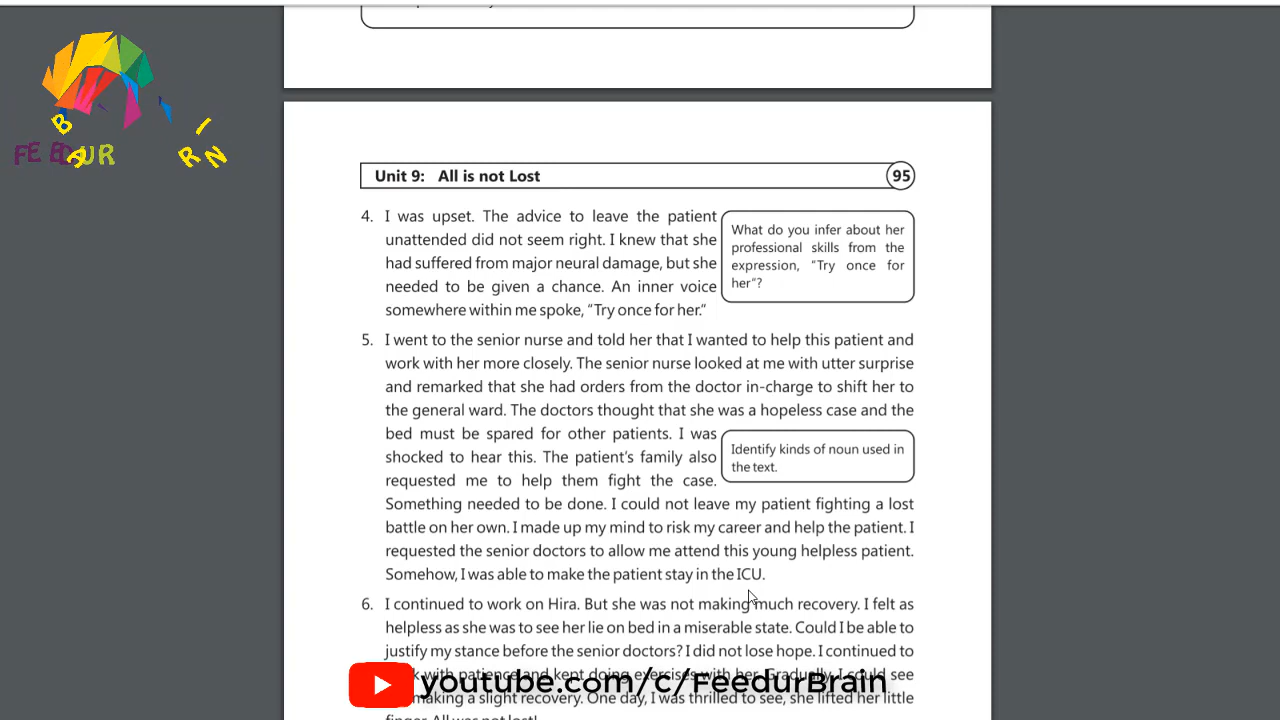 FEEDUR
BRAIN
Unit 9: All is not Lost
95
4. I was upset. The advice to leave the patient
unattended did not seem right. I knew that she
had suffered from major neural damage, but she
needed to be given a chance. An inner voice
somewhere within me spoke, “Try once for her.”
What do you infer about her
professional skills from the
expression, “Try once for
her”?
5. I went to the senior nurse and told her that I wanted to help this patient and
work with her more closely. The senior nurse looked at me with utter surprise
and remarked that she had orders from the doctor in-charge to shift her to
the general ward. The doctors thought that she was a hopeless case and the
bed must be spared for other patients. I was
shocked to hear this. The patient’s family also
requested me to help them fight the case.
Identify kinds of noun used in
the text.
Something needed to be done. I could not leave my patient fighting a lost
battle on her own. I made up my mind to risk my career and help the patient. I
requested the senior doctors to allow me attend this young helpless patient.
Somehow, I was able to make the patient stay in the ICU.
6. I continued to work on Hira. But she was not making much recovery. I felt as
helpless as she was to see her lie on bed in a miserable state. Could I be able to
justify my stance before the senior doctors? I did not lose hope. I continued to
with patience and kept doing exercises with her. Gradually, I could see
making a slight recovery. One day, I was thrilled to see, she lifted her little
finger. All was not lost!
youtube.com/c/FeedurBrain